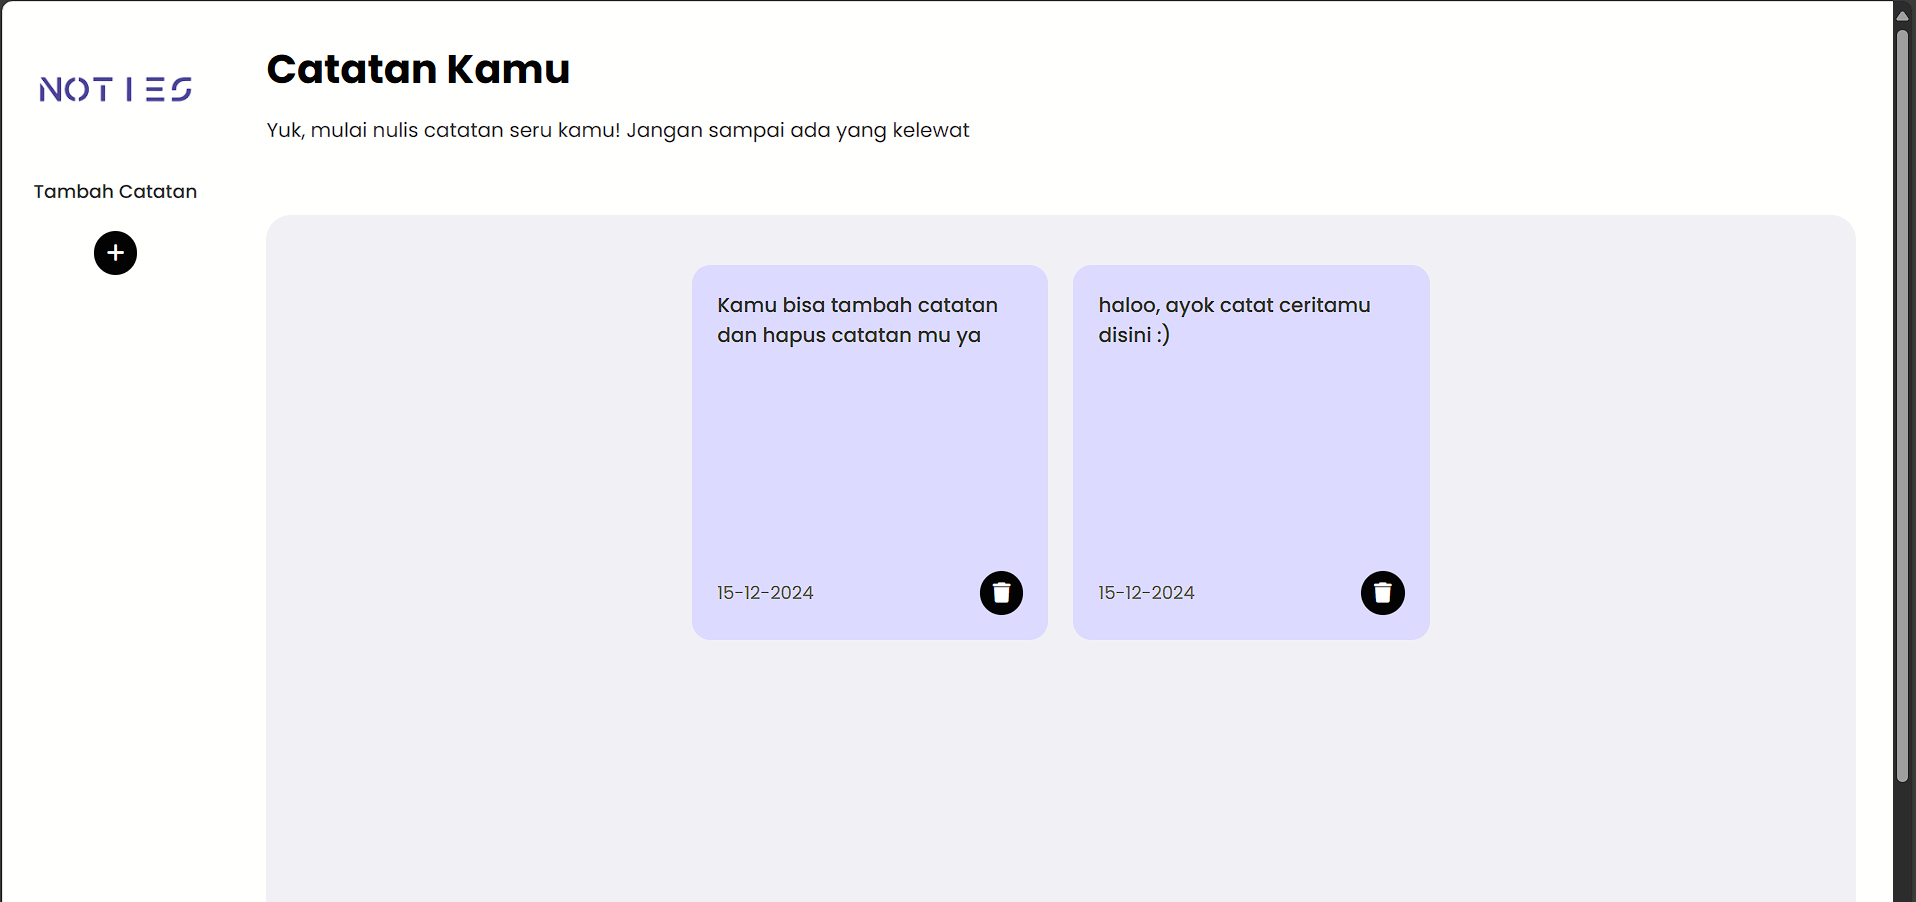 NOTIES
Catatan Kamu
Yuk, mulai nulis catatan seru kamu! Jangan sampai ada yang kelewat
Tambah Catatan
Kamu bisa tambah catatan
dan hapus catatan mu ya
15-12-2024
haloo, ayok catat ceritamu
disini :)
15-12-2024